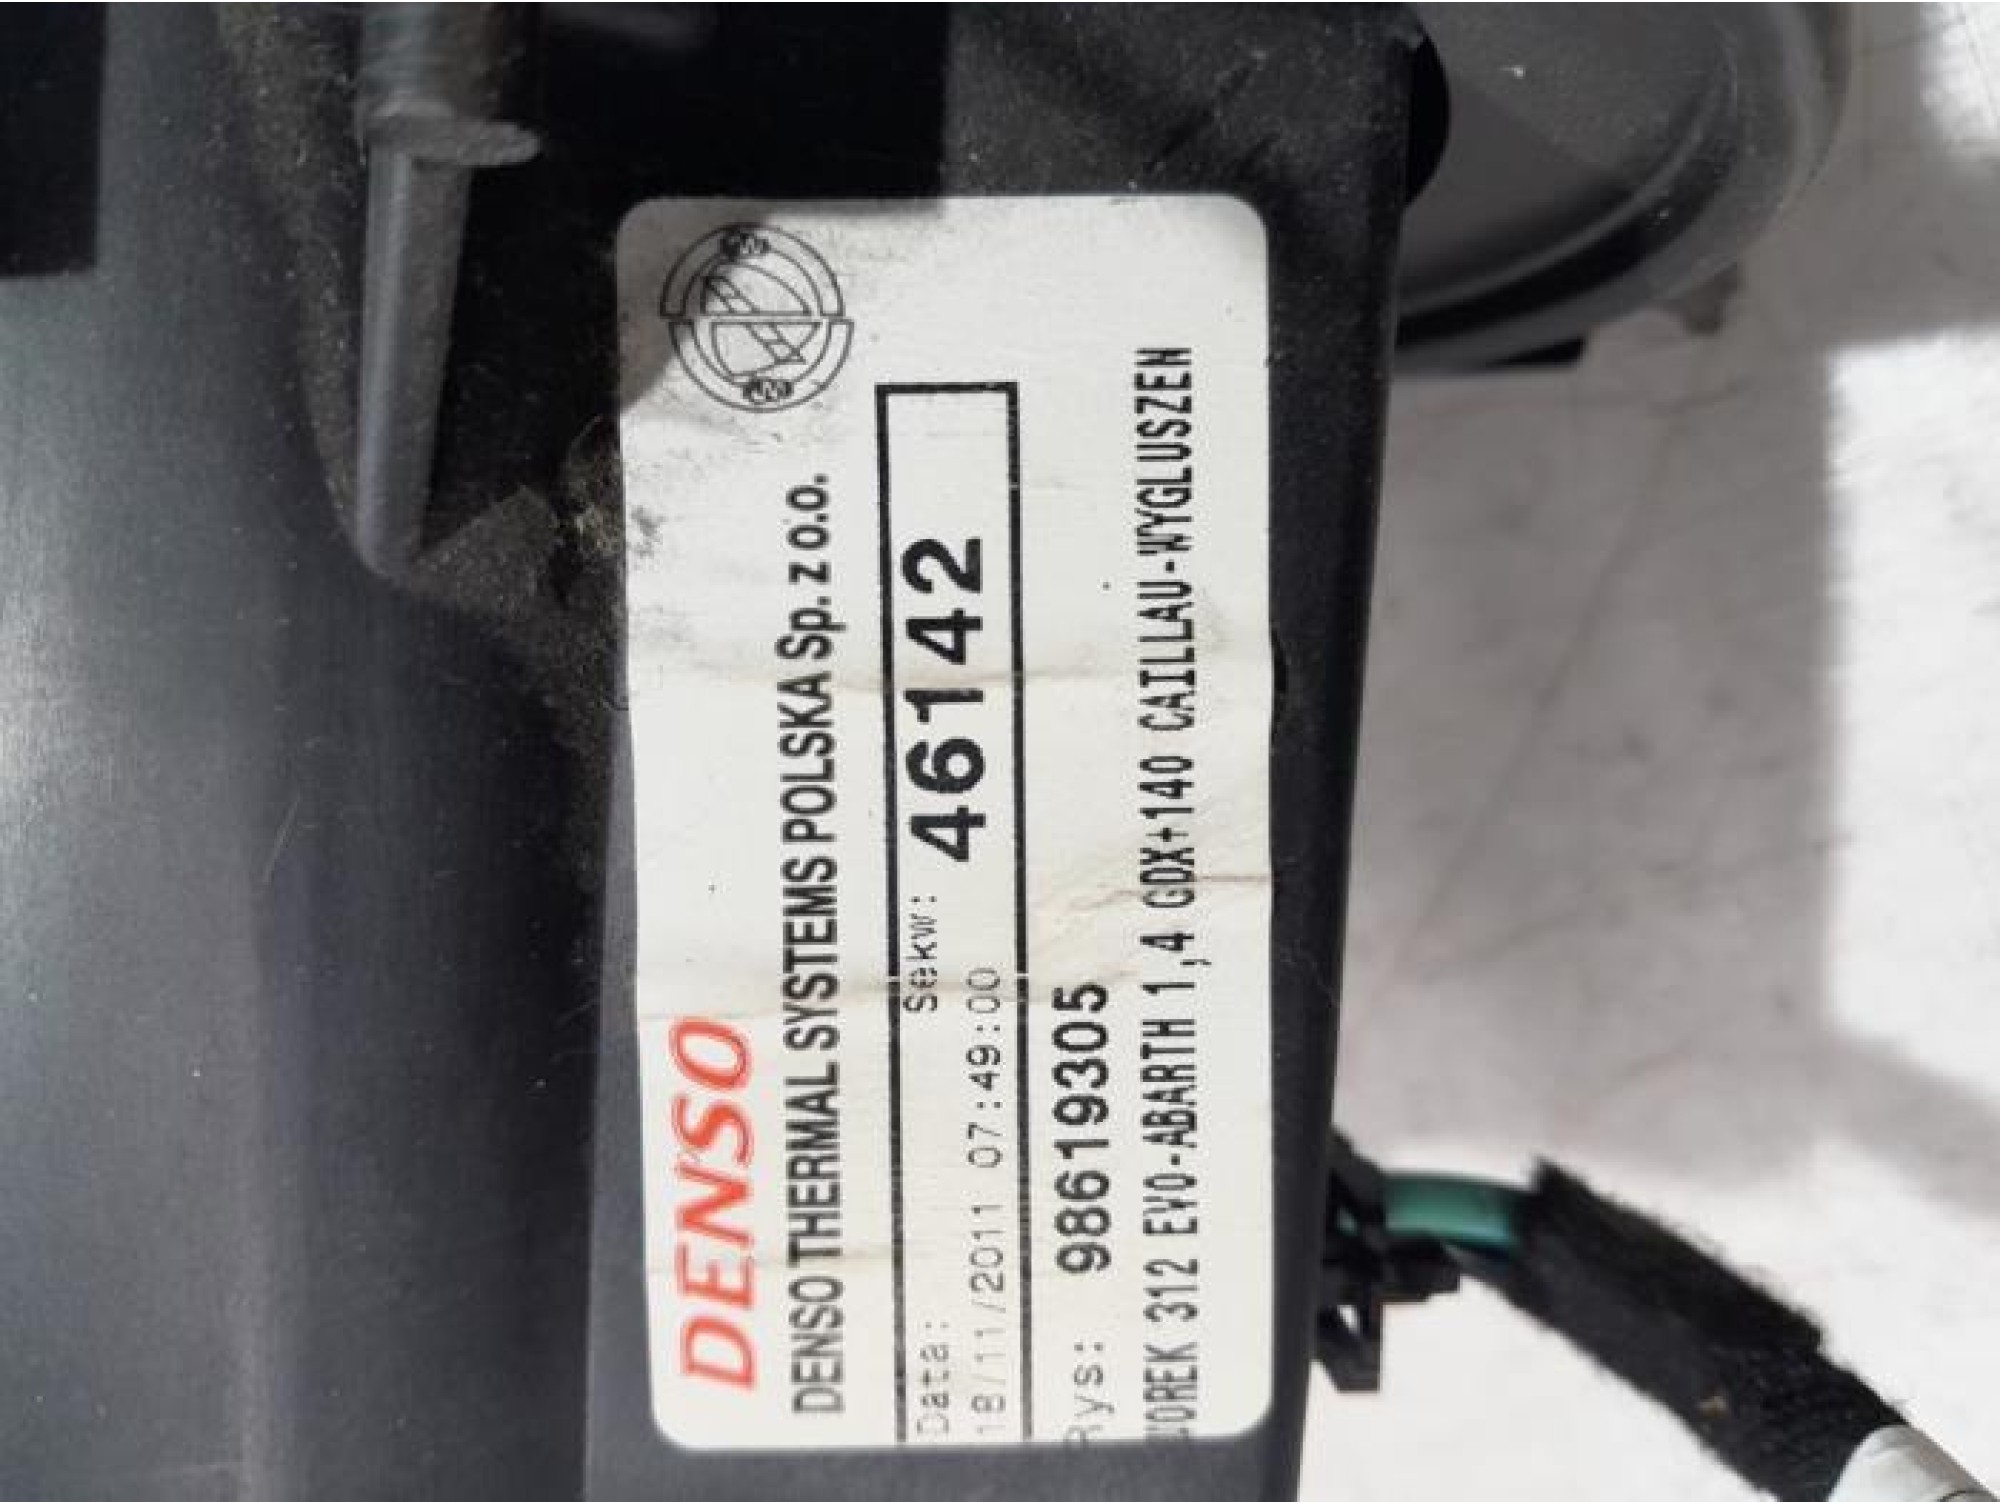 DENSO
DENSO THERMAL SYSTEMS POLSKA Sp. z o.o.
Data:
Sekw:
46142
18/11/2011 07:49:00
Rys: 98619305
312 EVO-ABARTH 1,4 GDX+140 CAILLAU-WYGLUSZEN